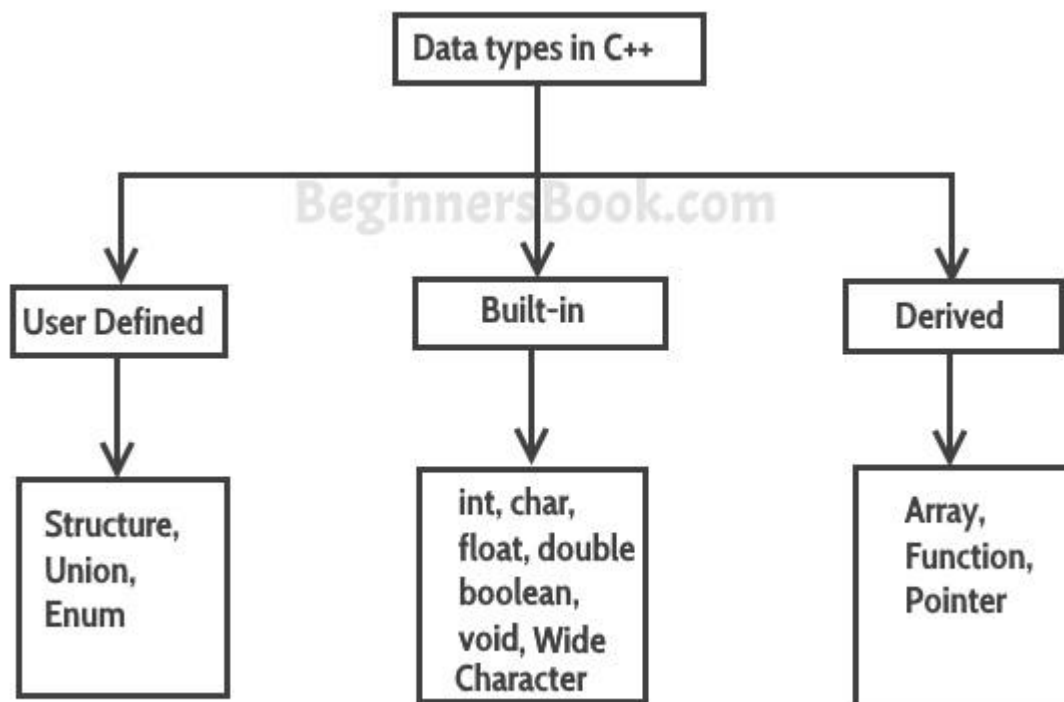 Data types in C++
BeginnersBook.com
User Defined
Built-in
Derived
Structure,
Union,
Enum
int, char,
float, double
boolean,
void, Wide
Character
Array,
Function,
Pointer